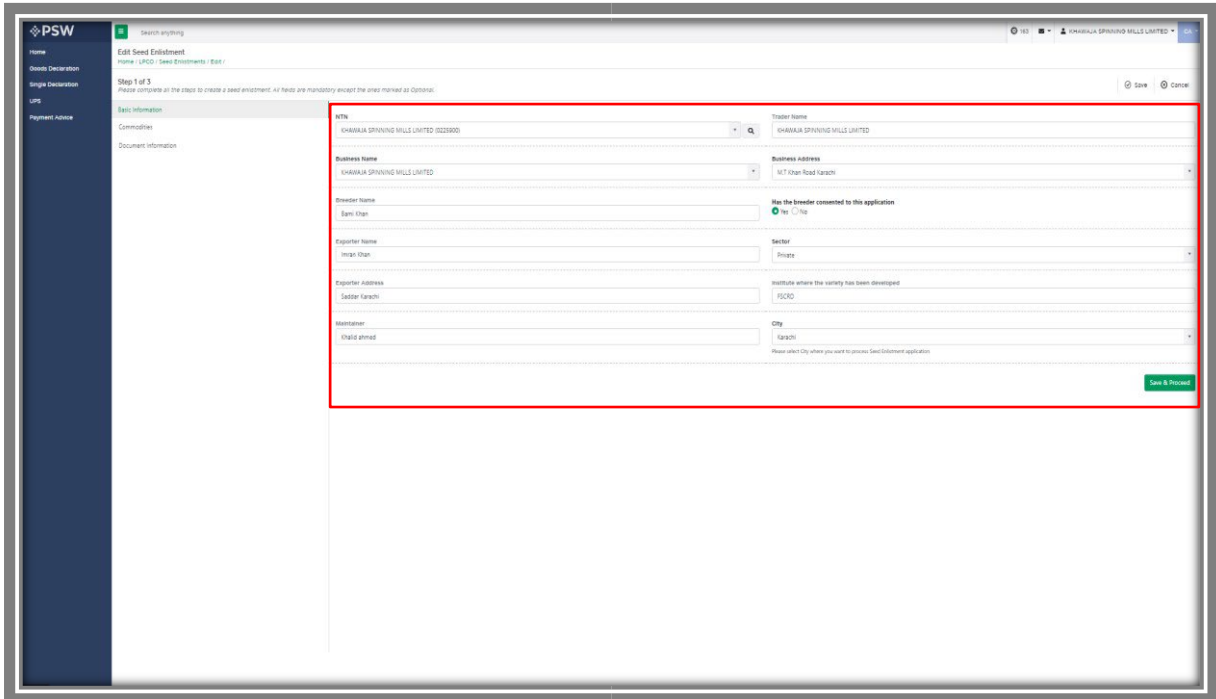 PSW
Search anything
163
KHAWAJA SPINNING MILLS LIMITED
CA
Home
Goods Declaration
Single Declaration
UPS
Payment Advice
Edit Seed Enlistment
Home / LPCO / Seed Enlistments / Edit /
Step 1 of 3
Please complete all the steps to create a seed enlistment. All fields are mandatory except the ones marked as Optional.
Save
Cancel
Basic Information
Commodities
Document Information
NTN
Trader Name
KHAWAJA SPINNING MILLS LIMITED (0225900)
KHAWAJA SPINNING MILLS LIMITED
Business Name
Business Address
KHAWAJA SPINNING MILLS LIMITED
M.T Khan Road Karachi
Breeder Name
Has the breeder consented to this application
Bami Khan
Yes No
Exporter Name
Sector
Imran Khan
Private
Exporter Address
Institute where the variety has been developed
Saddar Karachi
FSCRD
Maintainer
City
Khalid ahmed
Karachi
Please select City where you want to process Seed Enlistment application
Save & Proceed